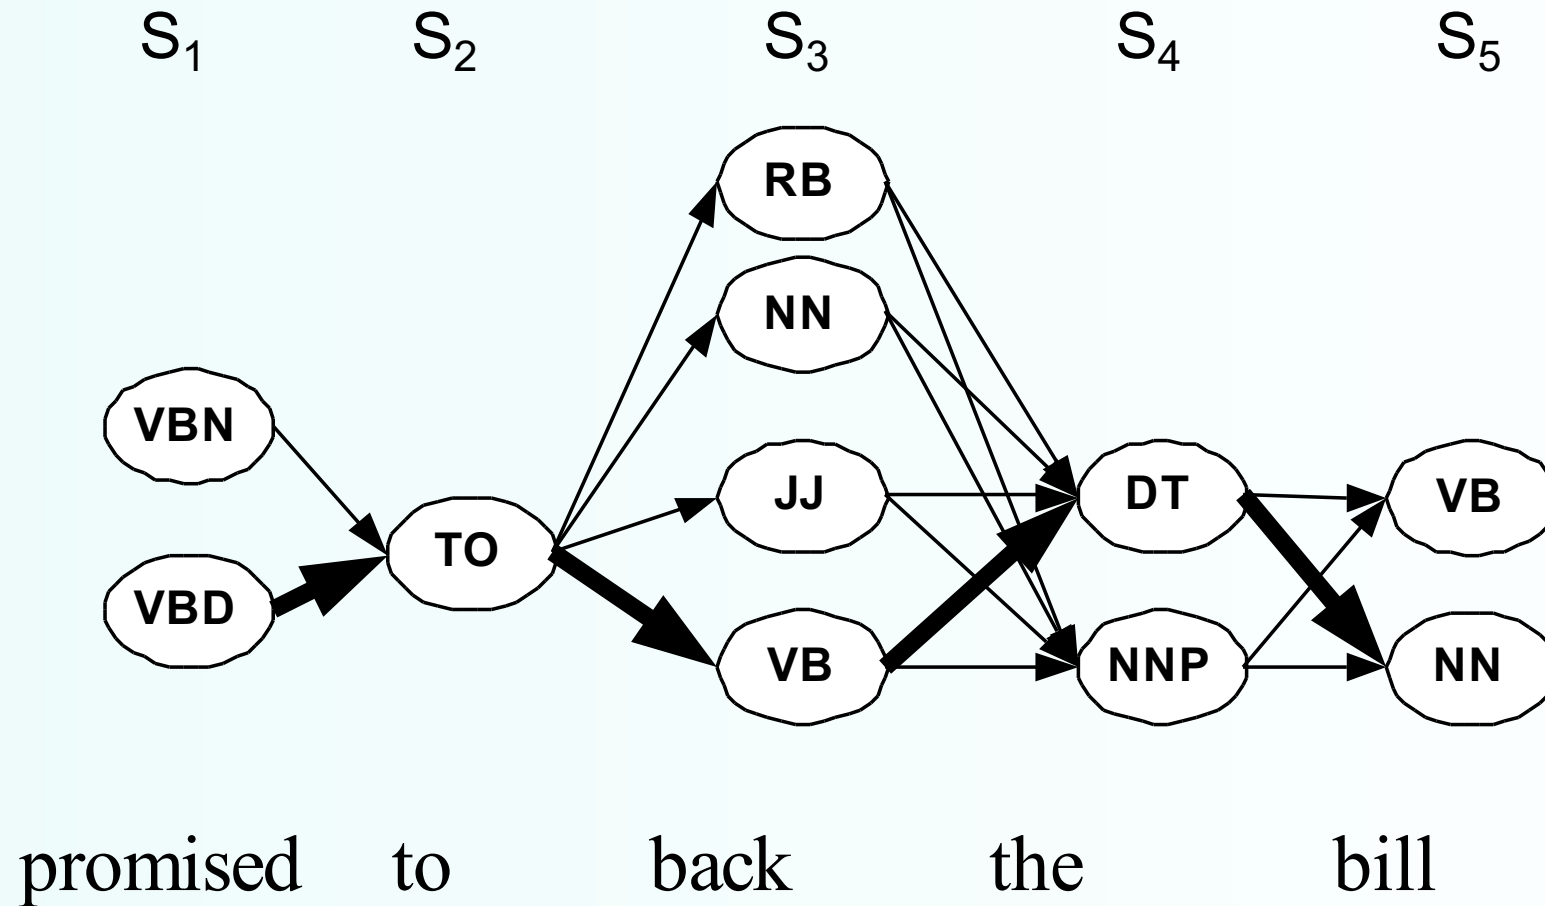 S1 S2 S3 S4 S5
RB
NN
VBN
JJ DT VB
TO
VBD
VB NNP NN
promised to back the bill